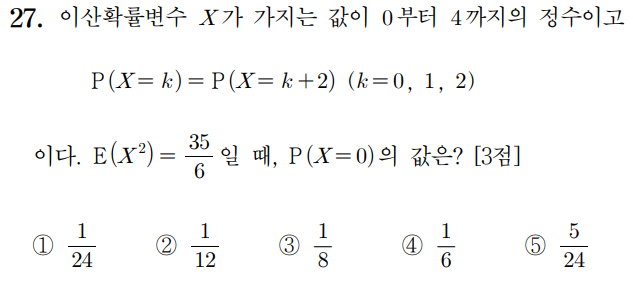 27. 이산확률변수 X가 가지는 값이 0부터 4까지의 정수이고
P(X=k)=P(X=k+2) (k=0, 1, 2)
이다. E(X²)=35/6일 때, P(X=0)의 값은? [3점]
① 1/24 ② 1/12 ③ 1/8 ④ 1/6 ⑤ 5/24